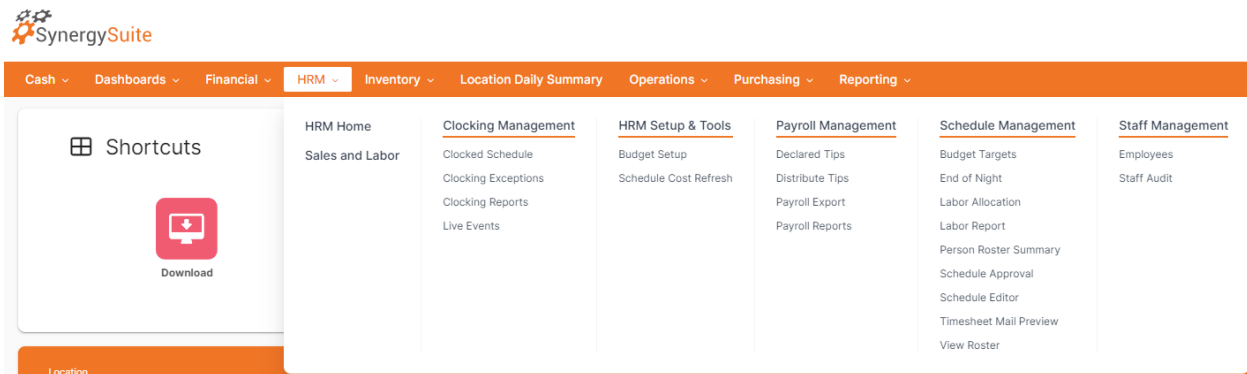 SynergySuite
Cash Dashboards Financial HRM Inventory Location Daily Summary Operations Purchasing Reporting
Shortcuts
Download
Location
HRM Home
Sales and Labor
Clocking Management
Clocked Schedule
Clocking Exceptions
Clocking Reports
Live Events
HRM Setup & Tools
Budget Setup
Schedule Cost Refresh
Payroll Management
Declared Tips
Distribute Tips
Payroll Export
Payroll Reports
Schedule Management
Budget Targets
End of Night
Labor Allocation
Labor Report
Person Roster Summary
Schedule Approval
Schedule Editor
Timesheet Mail Preview
View Roster
Staff Management
Employees
Staff Audit